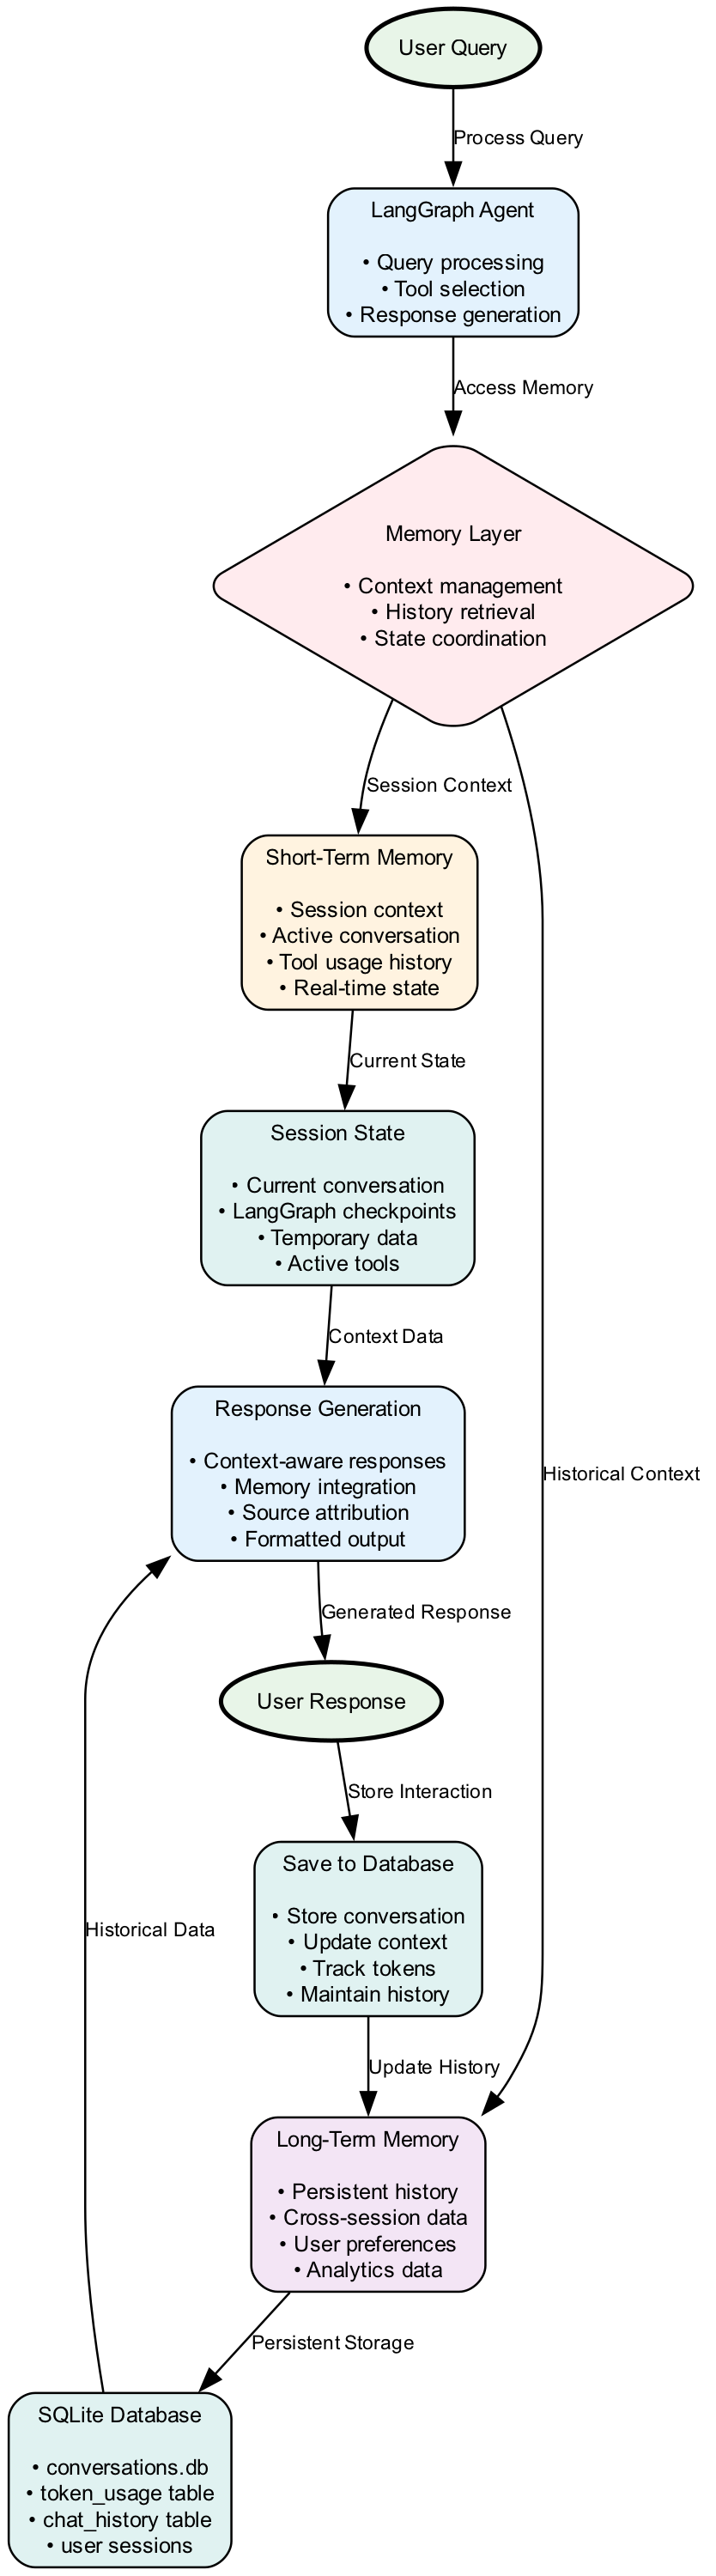 User Query
Process Query
LangGraph Agent
• Query processing
• Tool selection
• Response generation
Access Memory
Memory Layer
• Context management
• History retrieval
• State coordination
Session Context
Short-Term Memory
• Session context
• Active conversation
• Tool usage history
• Real-time state
Current State
Session State
• Current conversation
• LangGraph checkpoints
• Temporary data
• Active tools
Context Data
Response Generation
• Context-aware responses
• Memory integration
• Source attribution
• Formatted output
Historical Context
Generated Response
User Response
Store Interaction
Save to Database
• Store conversation
• Update context
• Track tokens
• Maintain history
Historical Data
Update History
Long-Term Memory
• Persistent history
• Cross-session data
• User preferences
• Analytics data
Persistent Storage
SQLite Database
• conversations.db
• token_usage table
• chat_history table
• user sessions